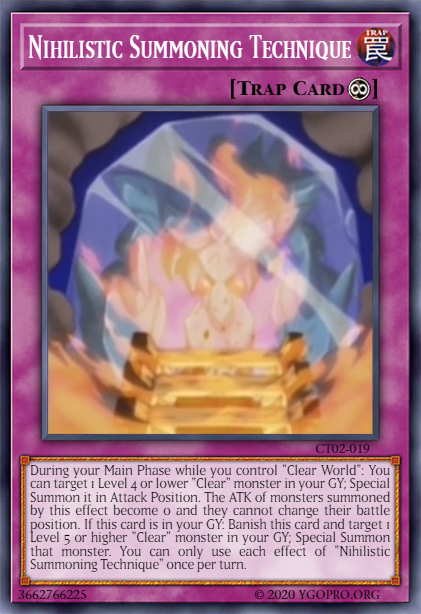 Nihilistic Summoning Technique
TRAP
罠
[Trap Card]
CT02-019
During your Main Phase while you control "Clear World": You
can target 1 Level 4 or lower "Clear" monster in your GY; Special
Summon it in Attack Position. The ATK of monsters summoned
by this effect become 0 and they cannot change their battle
position. If this card is in your GY: Banish this card and target 1
Level 5 or higher "Clear" monster in your GY; Special Summon
that monster. You can only use each effect of "Nihilistic
Summoning Technique" once per turn.
3662766225
© 2020 YGOPRO.ORG